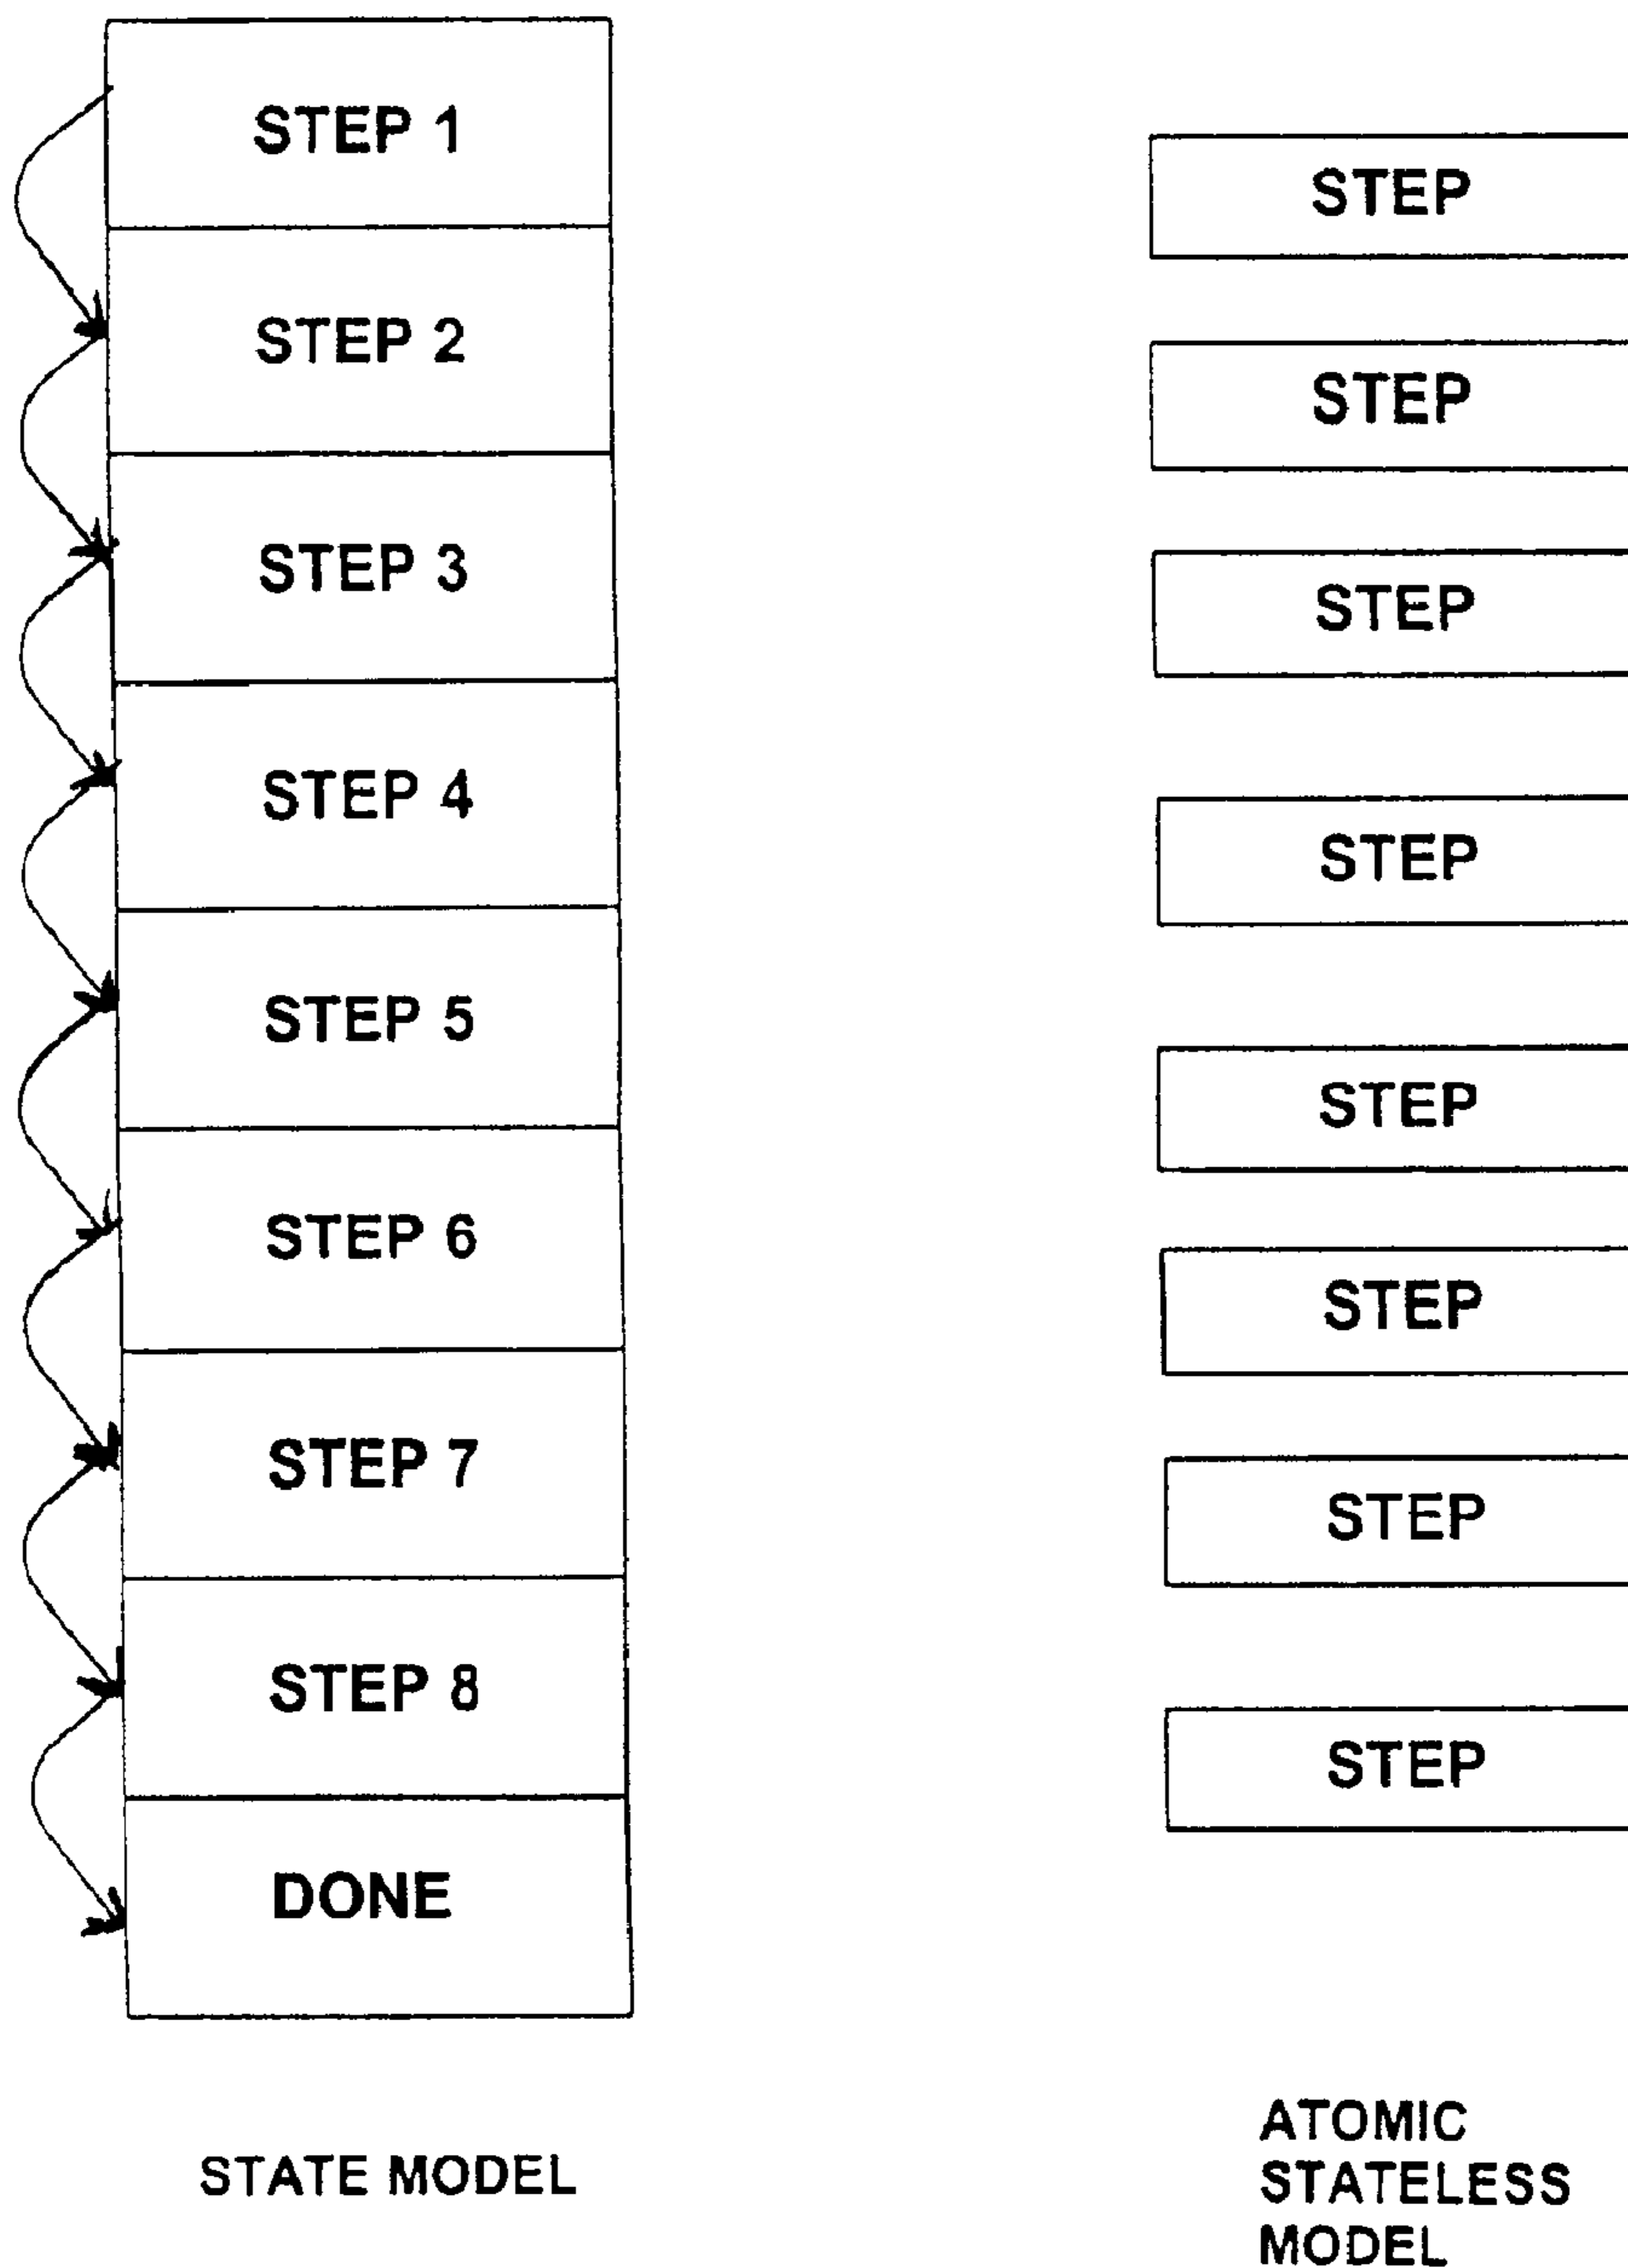 STEP 1
STEP 2
STEP 3
STEP 4
STEP 5
STEP 6
STEP 7
STEP 8
DONE
STATE MODEL
STEP
STEP
STEP
STEP
STEP
STEP
STEP
STEP
ATOMIC
STATELESS
MODEL